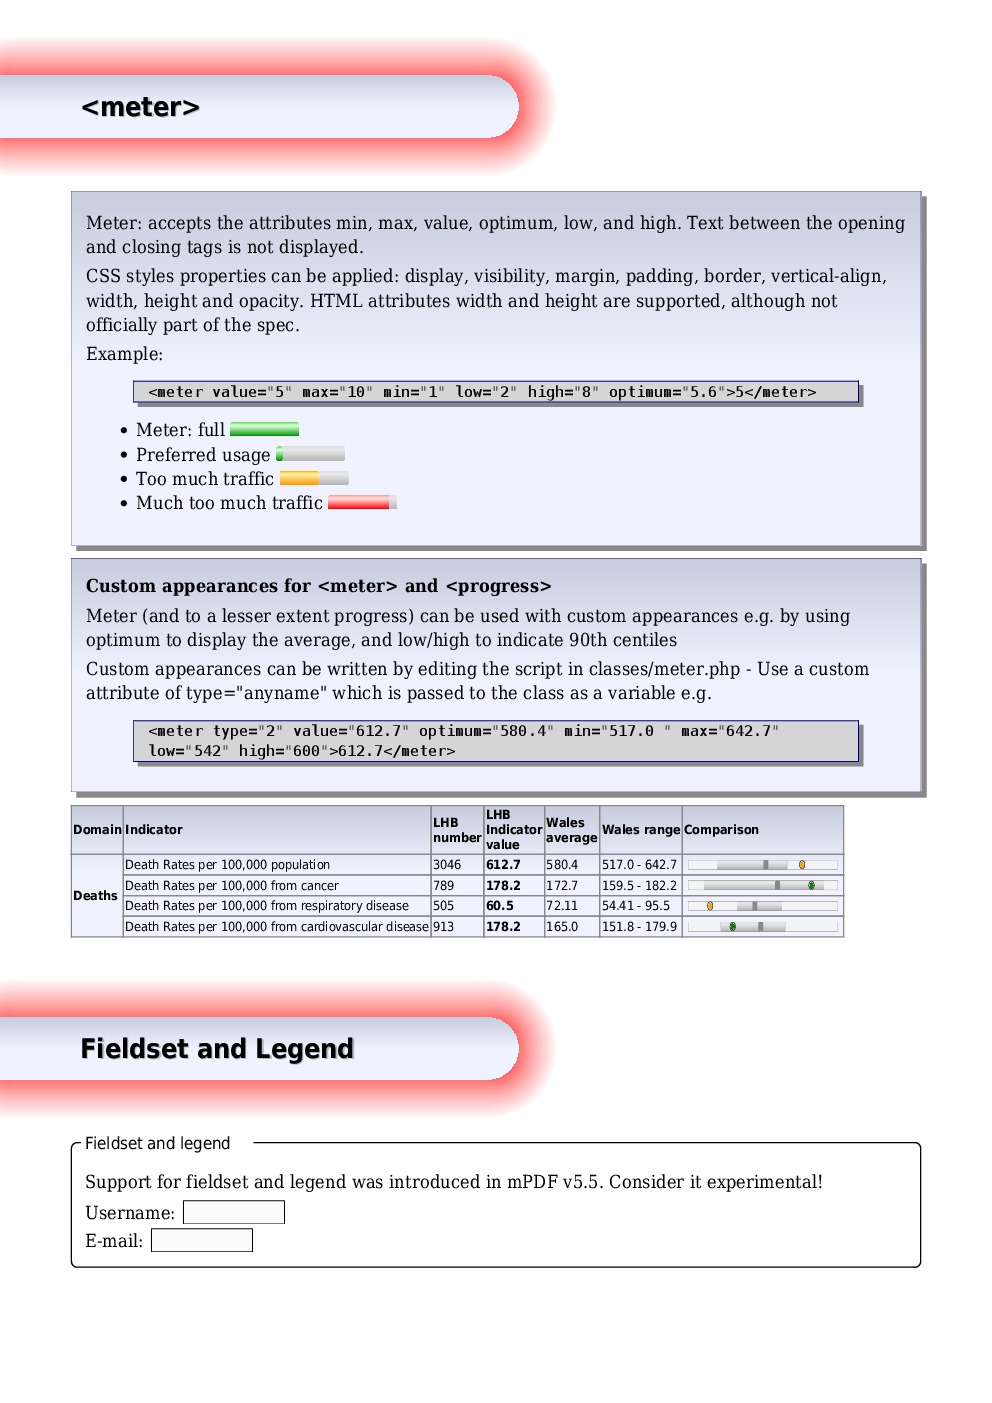 <meter>
Meter: accepts the attributes min, max, value, optimum, low, and high. Text between the opening
and closing tags is not displayed.
CSS styles properties can be applied: display, visibility, margin, padding, border, vertical-align,
width, height and opacity. HTML attributes width and height are supported, although not
officially part of the spec.
Example:
<meter value="5" max="10" min="1" low="2" high="8" optimum="5.6">5</meter>
• Meter: full
• Preferred usage
• Too much traffic
• Much too much traffic
Custom appearances for <meter> and <progress>
Meter (and to a lesser extent progress) can be used with custom appearances e.g. by using
optimum to display the average, and low/high to indicate 90th centiles
Custom appearances can be written by editing the script in classes/meter.php - Use a custom
attribute of type="anyname" which is passed to the class as a variable e.g.
<meter type="2" value="612.7" optimum="580.4" min="517.0 " max="642.7"
low="542" high="600">612.7</meter>
Domain Indicator LHB number LHB Indicator value Wales average Wales range Comparison
Deaths Death Rates per 100,000 population 3046 612.7 580.4 517.0 - 642.7
Death Rates per 100,000 from cancer 789 178.2 172.7 159.5 - 182.2
Death Rates per 100,000 from respiratory disease 505 60.5 72.11 54.41 - 95.5
Death Rates per 100,000 from cardiovascular disease 913 178.2 165.0 151.8 - 179.9
Fieldset and Legend
Fieldset and legend
Support for fieldset and legend was introduced in mPDF v5.5. Consider it experimental!
Username:
E-mail: